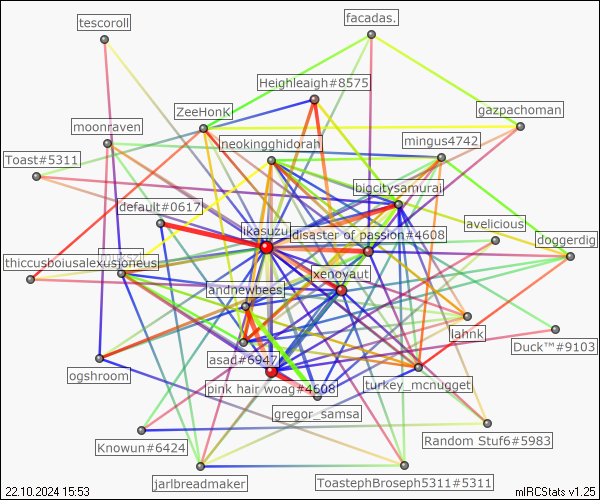 tescoroll
facadas.
Heighleaigh#8575
ZeeHonK
gazpachoman
moonraven
neokingghidorah
mingus4742
Toast#5311
bigcitysamurai
default#0617
likasuzu
disaster of passion#4608
avelicious
doggerdig
thiccusboiusalexusjoneus
xenoyaut
andnewbees
lahnk
Duck™#9103
asad#6947
ogshroom
pink hair woag#4608
turkey_mcnugget
gregor_samsa
Knowun#6424
Random Stuf6#5983
jarlbreadmaker
ToastephBroseph5311#5311
22.10.2024 15:53
mIRCStats v1.25